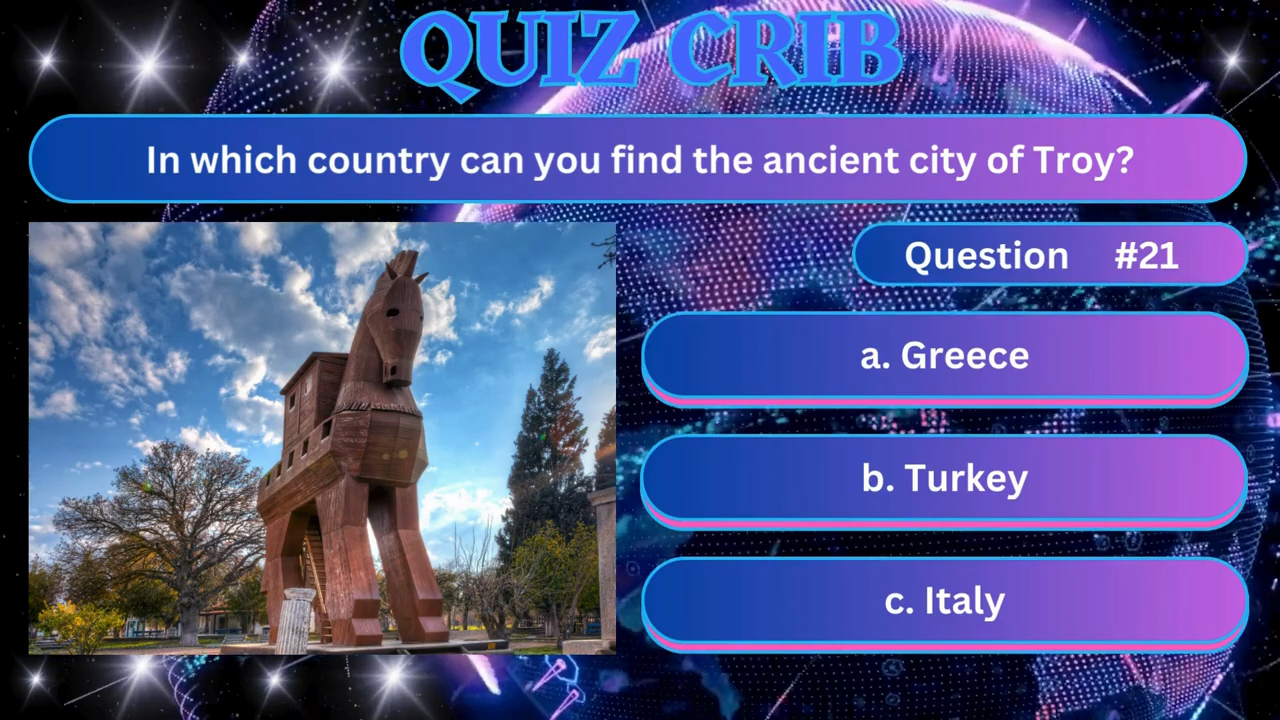 QUIZ CRIB
In which country can you find the ancient city of Troy?
Question #21
a. Greece
b. Turkey
c. Italy